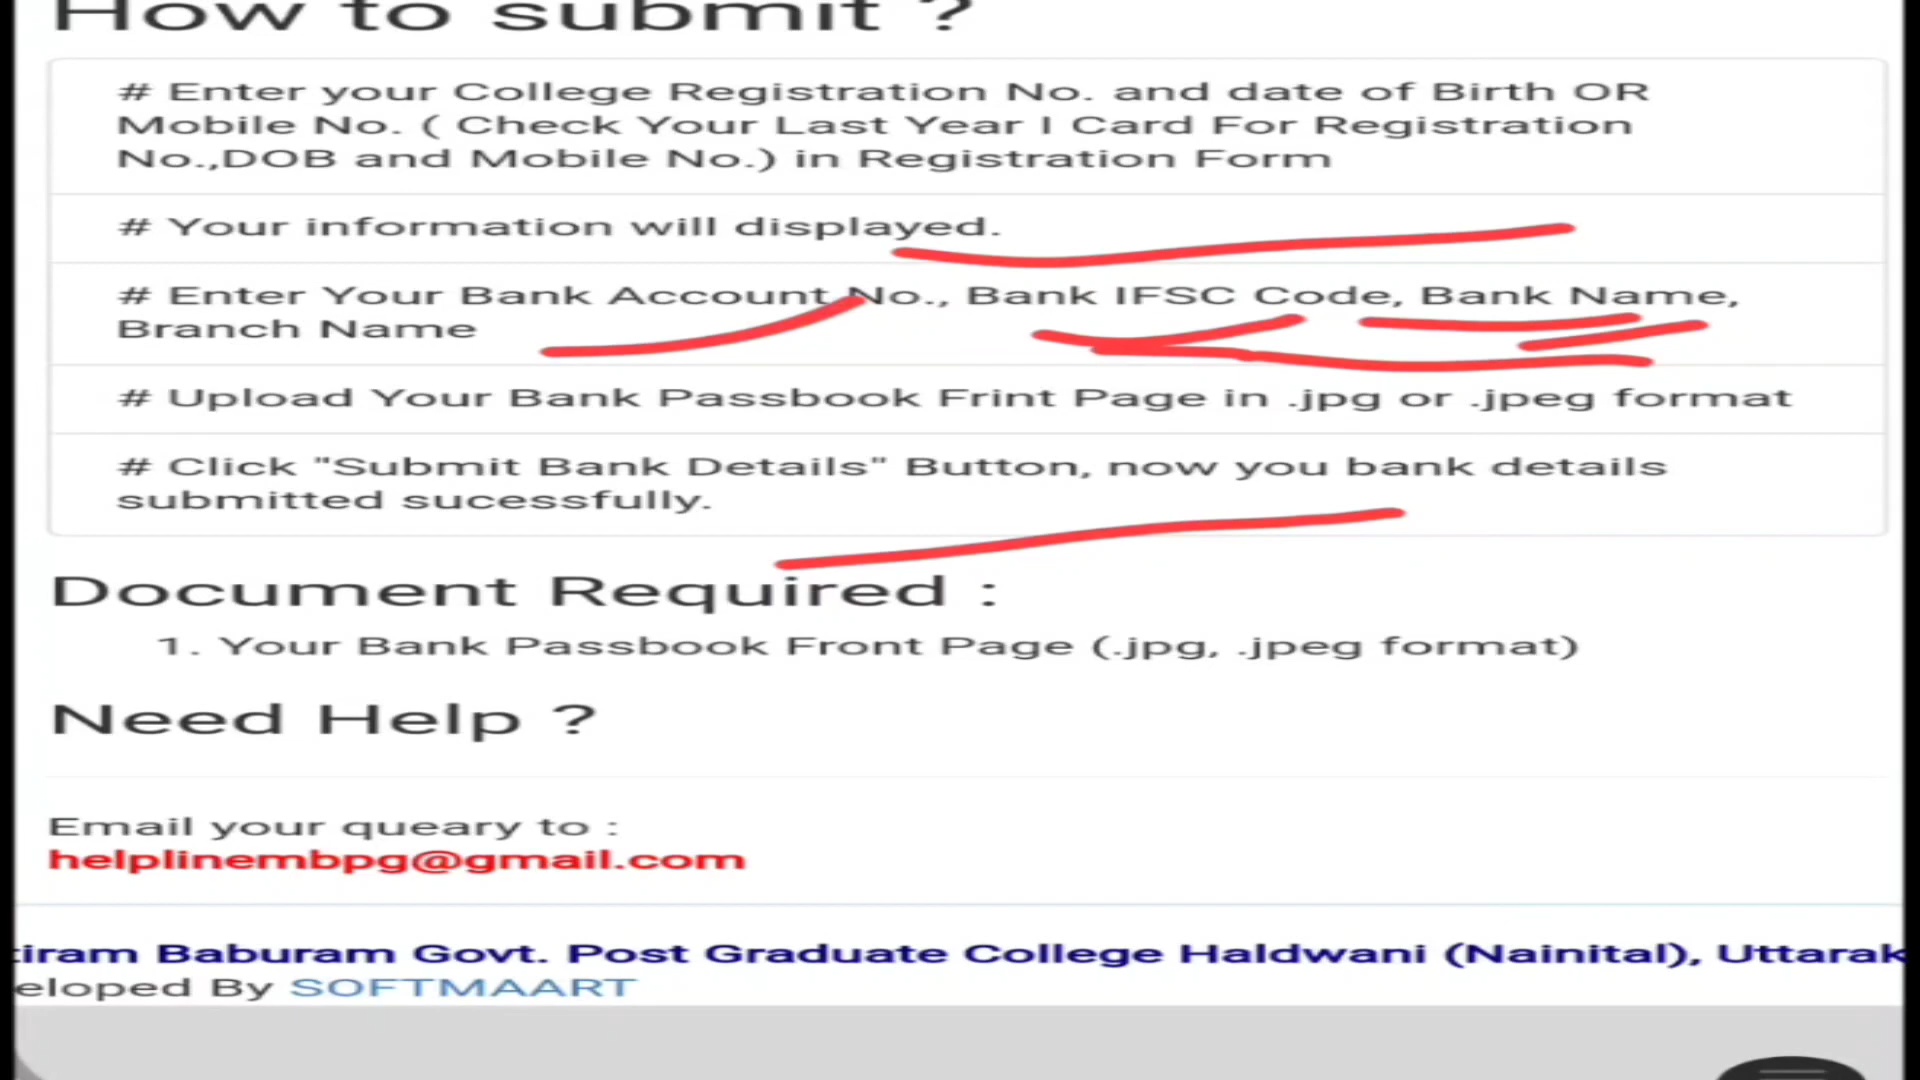 How to submit ?
# Enter your College Registration No. and date of Birth OR
Mobile No. ( Check Your Last Year I Card For Registration
No.,DOB and Mobile No.) in Registration Form
# Your information will displayed.
# Enter Your Bank Account No., Bank IFSC Code, Bank Name,
Branch Name
# Upload Your Bank Passbook Frint Page in .jpg or .jpeg format
# Click "Submit Bank Details" Button, now you bank details
submitted sucessfully.
Document Required :
1. Your Bank Passbook Front Page (.jpg, .jpeg format)
Need Help ?
Email your queary to :
helplinembpg@gmail.com
tiram Baburam Govt. Post Graduate College Haldwani (Nainital), Uttarak
eloped By SOFTMAART